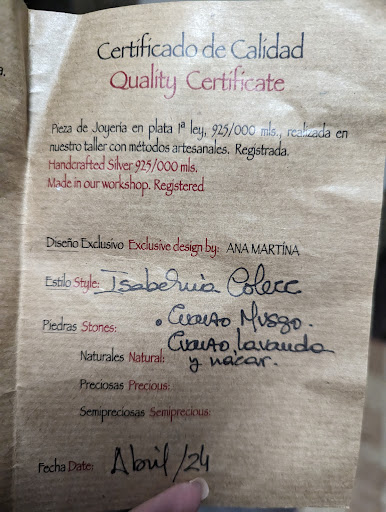 a.
Certificado de Calidad
Quality Certificate
Pieza de Joyería en plata 1ª ley, 925/000 mls., realizada en
nuestro taller con métodos artesanales. Registrada.
Handcrafted Silver 925/000 mls.
Made in our workshop. Registered
Diseño Exclusivo Exclusive design by: ANA MARTÍNA
Estilo Style: Colecc
Piedras Stones: • Cuarzo Musgo.
Cuarzo lavanda
Naturales Natural: y nacar.
Preciosas Precious:
Semipreciosas Semiprecious:
Fecha Date: Abril/24